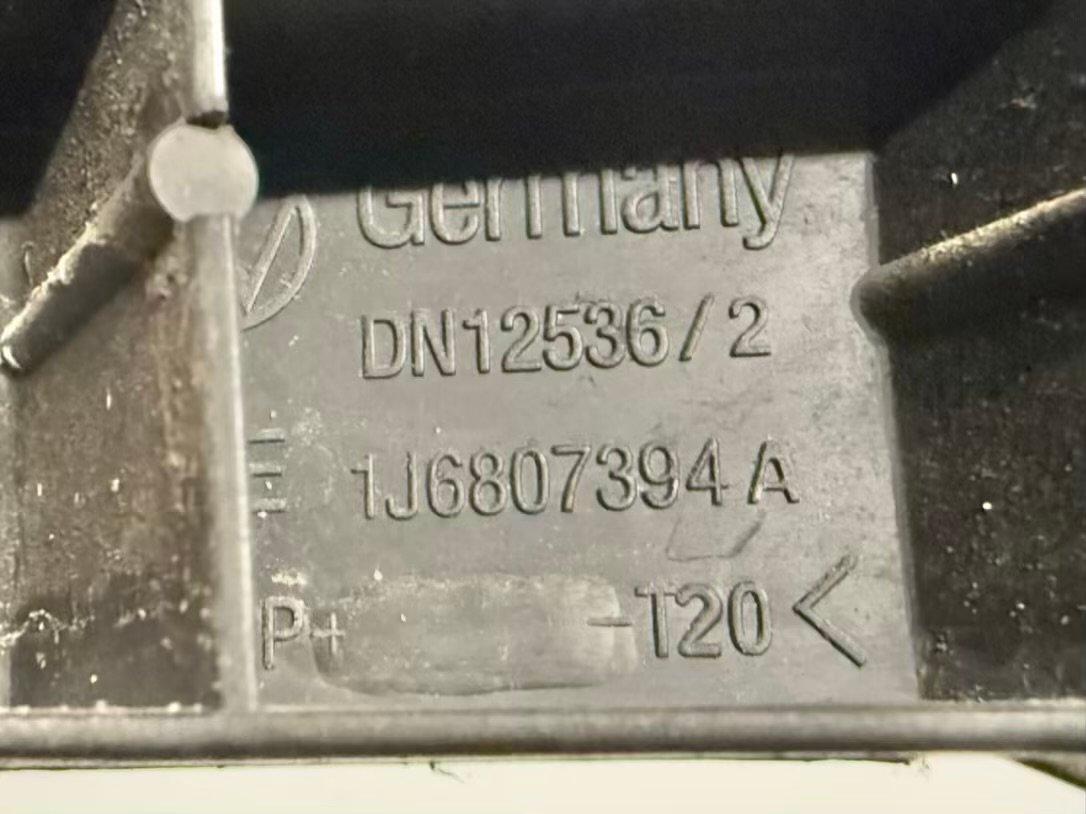 Germany
DN12536/2
1J6807394 A
P+ -T20<